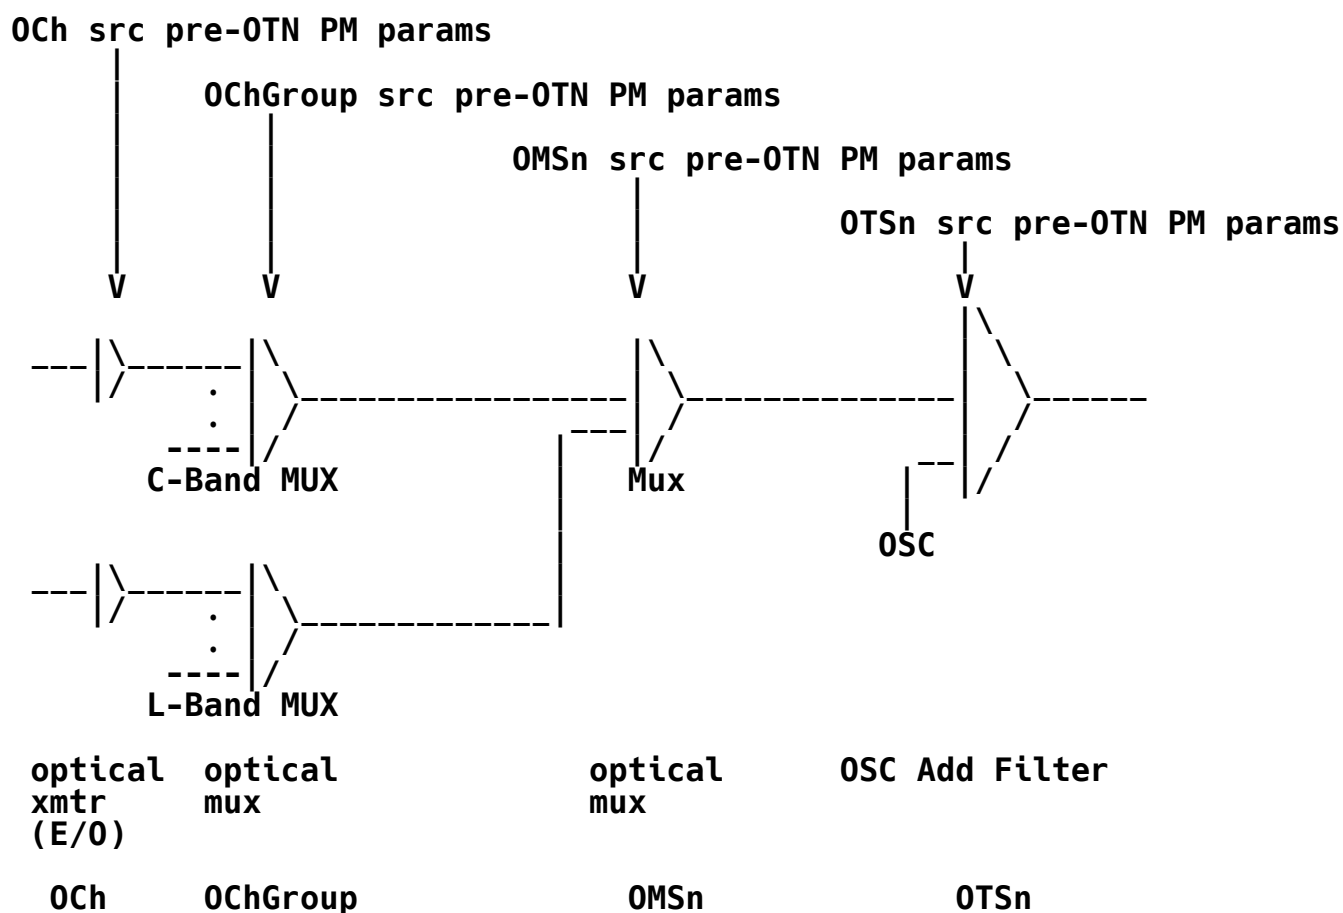 OCh src pre-OTN PM params
OChGroup src pre-OTN PM params
OMSn src pre-OTN PM params
OTSn src pre-OTN PM params
C-Band MUX
Mux
OSC
L-Band MUX
optical optical optical OSC Add Filter
xmtr mux mux
(E/O)
OCh OChGroup OMSn OTSn